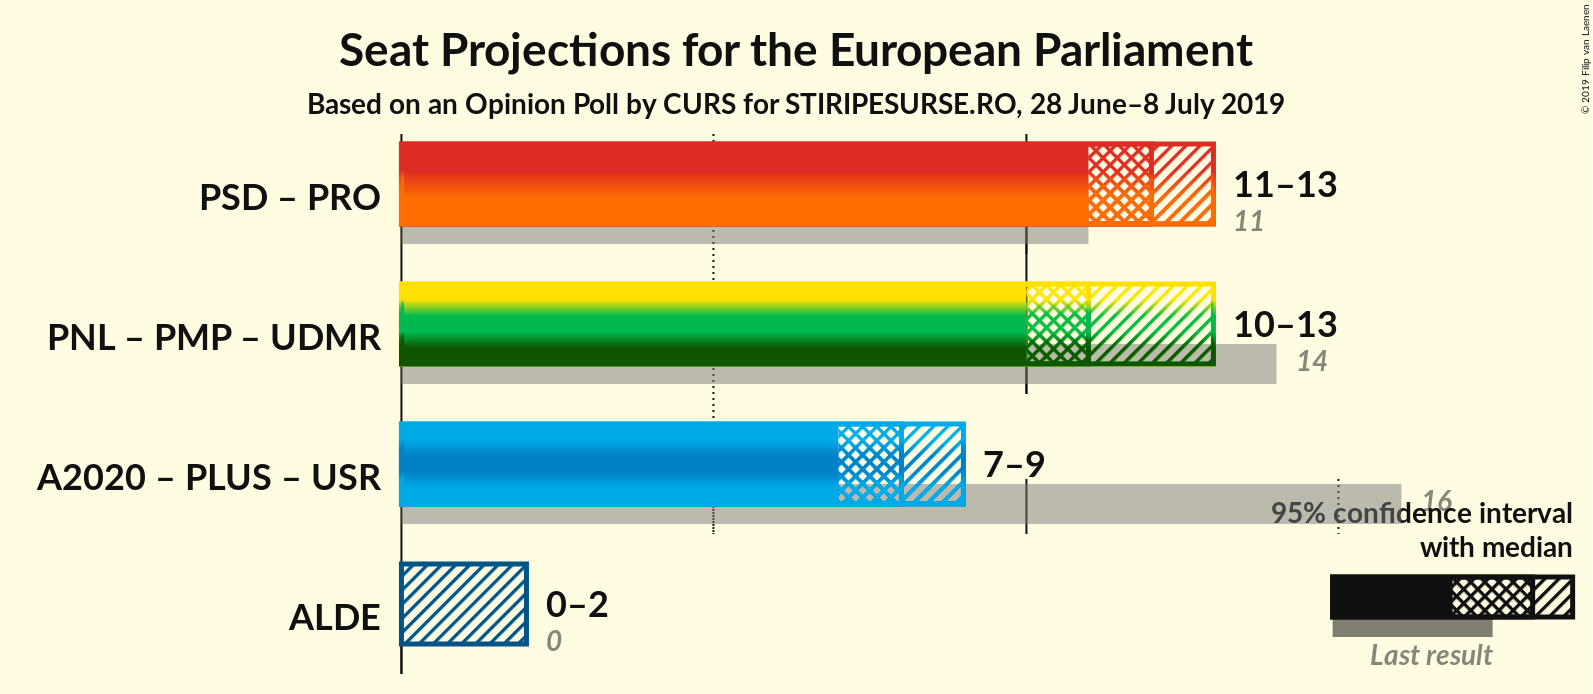 Seat Projections for the European Parliament
Based on an Opinion Poll by CURS for STIRIPESURSE.RO, 28 June–8 July 2019
© 2019 Filip van Laenen
PSD – PRO
11–13
11
PNL – PMP – UDMR
10–13
14
A2020 – PLUS – USR
7–9
16
95% confidence interval
with median
ALDE
0–2
0
Last result